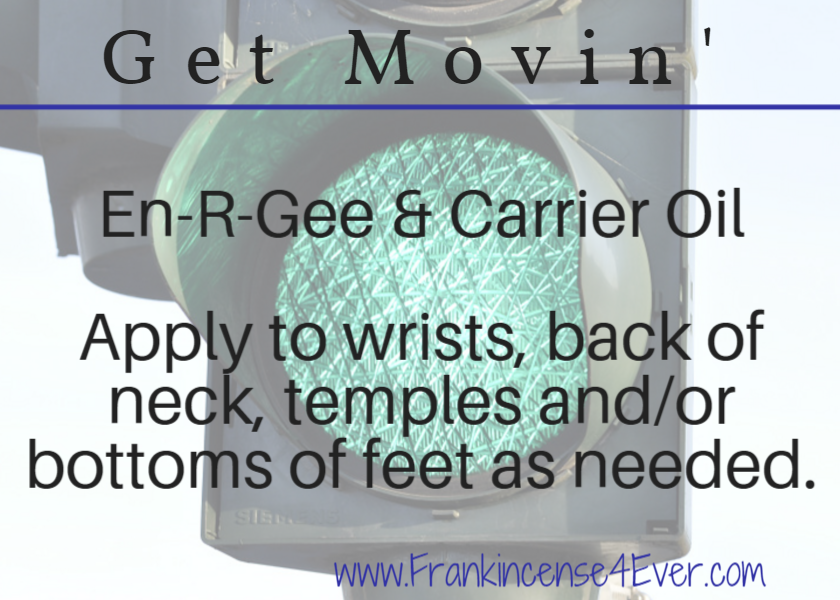 Get Movin'
En-R-Gee & Carrier Oil
Apply to wrists, back of
neck, temples and/or
bottoms of feet as needed.
SIEMENS
www.Frankincense4Ever.com